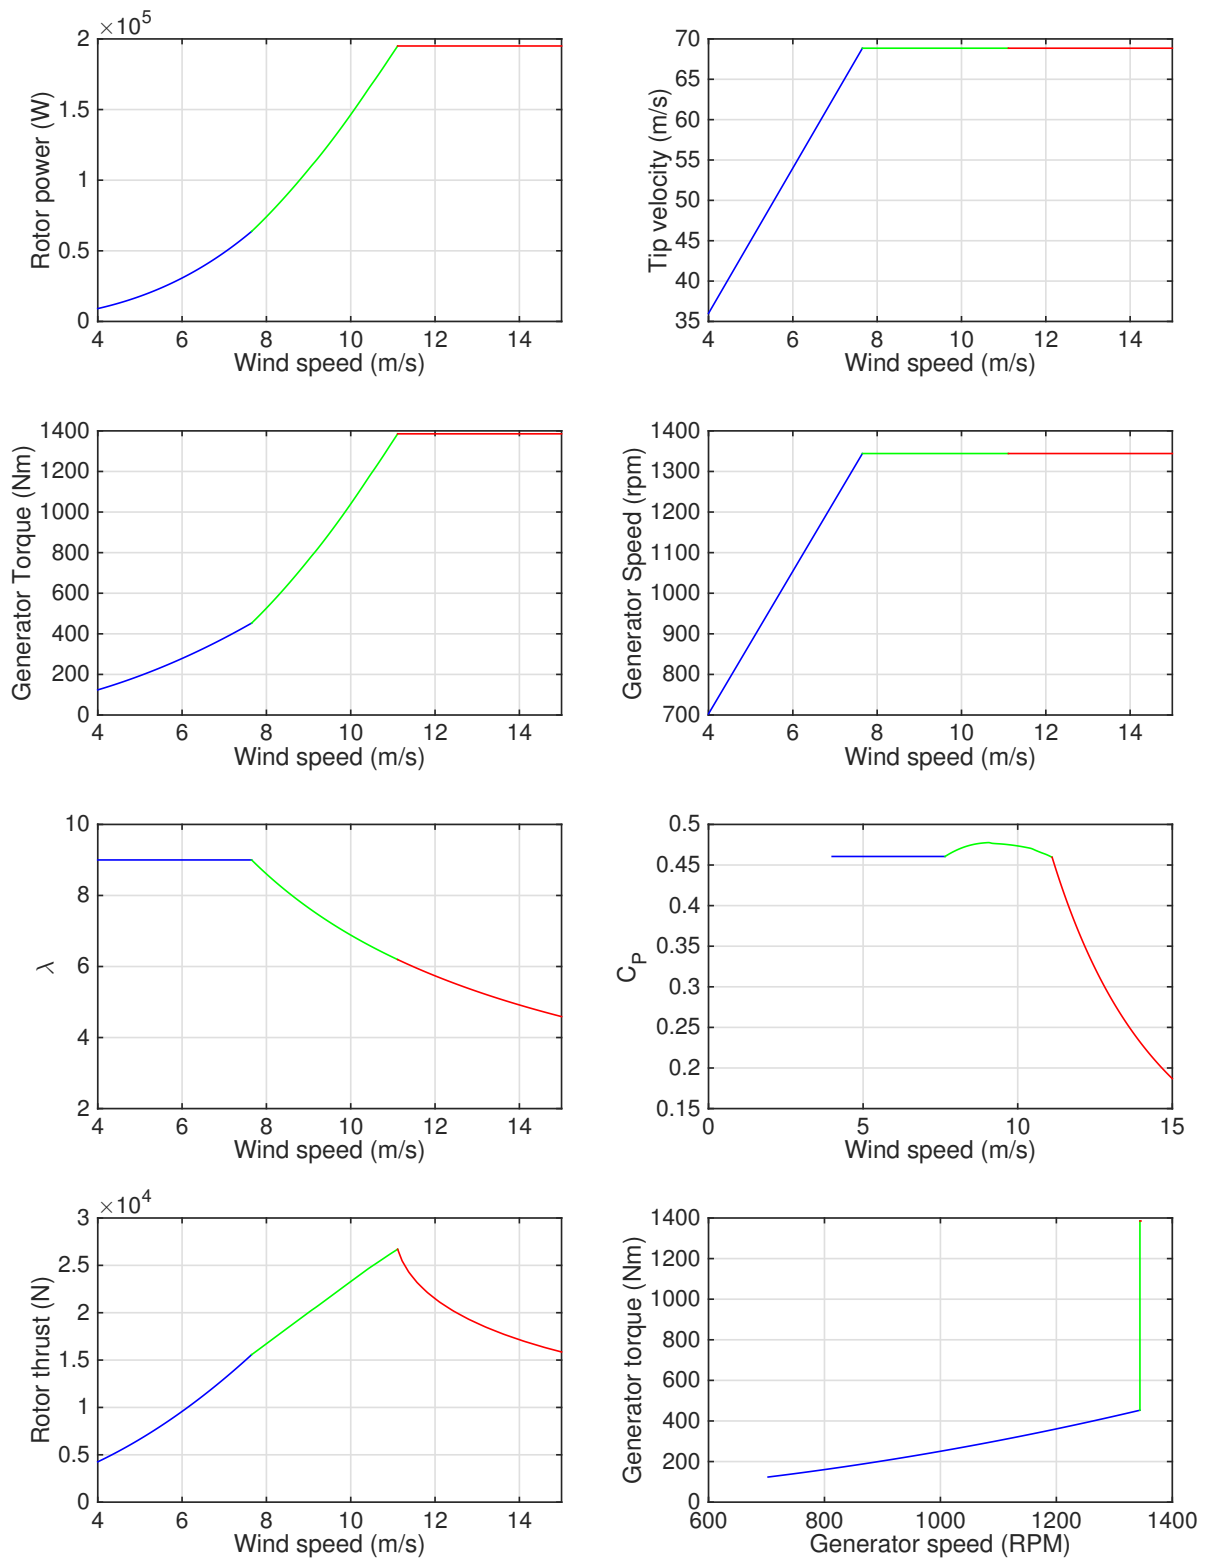 ×10^5
2
1.5
1
0.5
0
Rotor power (W)
4 6 8 10 12 14
Wind speed (m/s)
70
65
60
55
50
45
40
35
Tip velocity (m/s)
4 6 8 10 12 14
Wind speed (m/s)
1400
1200
1000
800
600
400
200
0
Generator Torque (Nm)
4 6 8 10 12 14
Wind speed (m/s)
1400
1300
1200
1100
1000
900
800
700
Generator Speed (rpm)
4 6 8 10 12 14
Wind speed (m/s)
10
8
6
4
2
λ
4 6 8 10 12 14
Wind speed (m/s)
0.5
0.45
0.4
0.35
0.3
0.25
0.2
0.15
C_P
0 5 10 15
Wind speed (m/s)
×10^4
3
2.5
2
1.5
1
0.5
0
Rotor thrust (N)
4 6 8 10 12 14
Wind speed (m/s)
1400
1200
1000
800
600
400
200
0
Generator torque (Nm)
600 800 1000 1200 1400
Generator speed (RPM)